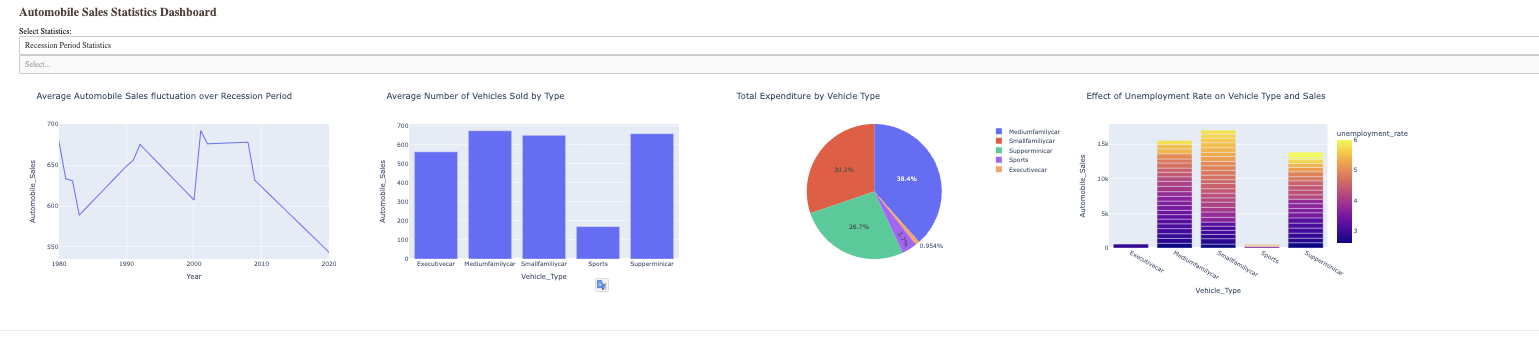 Automobile Sales Statistics Dashboard
Select Statistics:
Recession Period Statistics
Select...
Average Automobile Sales fluctuation over Recession Period
700
650
600
550
Automobile_Sales
1980 1990 2000 2010 2020
Year
Average Number of Vehicles Sold by Type
700
600
500
400
300
200
100
0
Automobile_Sales
Executivecar Mediumfamilycar Smallfamiliycar Sports Supperminicar
Vehicle_Type
Total Expenditure by Vehicle Type
30.2%
38.4%
26.7%
3.7%
0.954%
Mediumfamilycar
Smallfamiliycar
Supperminicar
Sports
Executivecar
Effect of Unemployment Rate on Vehicle Type and Sales
15k
10k
5k
0
Automobile_Sales
Executivecar Mediumfamilycar Smallfamiliycar Sports Supperminicar
Vehicle_Type
unemployment_rate
6
5
4
3